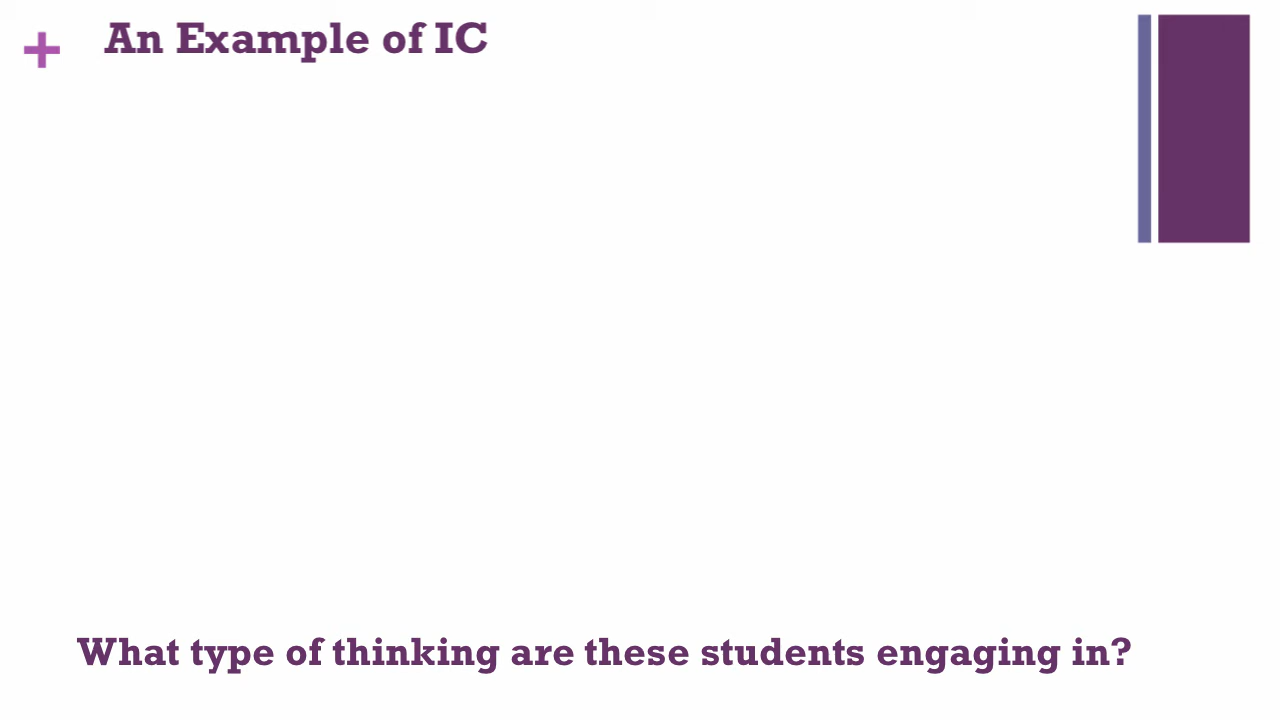 + An Example of IC
What type of thinking are these students engaging in?